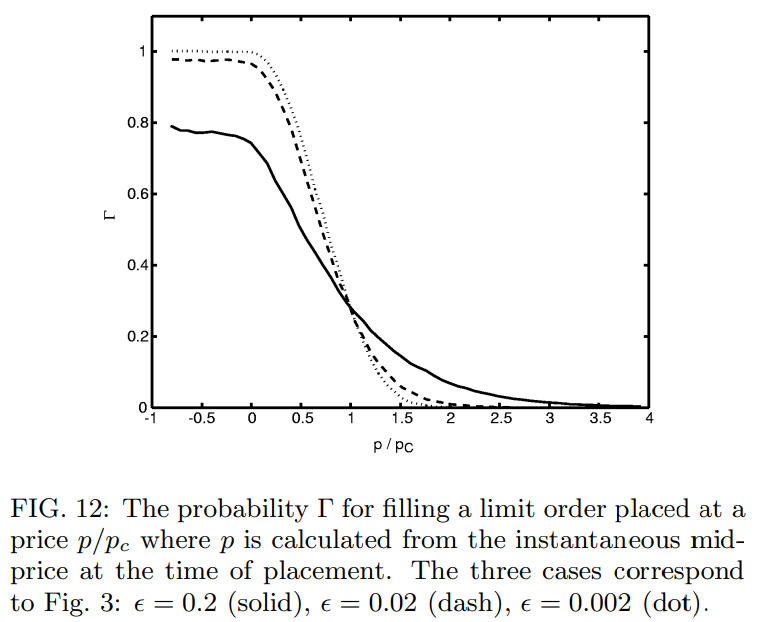 1
0.8
0.6
Γ
0.4
0.2
0
-1 -0.5 0 0.5 1 1.5 2 2.5 3 3.5 4
p / pC
FIG. 12: The probability Γ for filling a limit order placed at a
price p/pc where p is calculated from the instantaneous mid-
price at the time of placement. The three cases correspond
to Fig. 3: ϵ = 0.2 (solid), ϵ = 0.02 (dash), ϵ = 0.002 (dot).